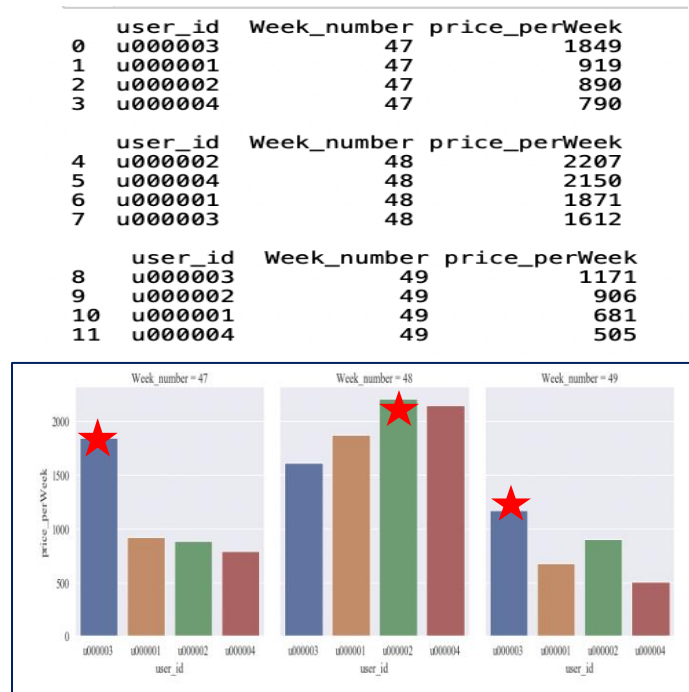 user_id Week_number price_perWeek
0 u000003 47 1849
1 u000001 47 919
2 u000002 47 890
3 u000004 47 790
user_id Week_number price_perWeek
4 u000002 48 2207
5 u000004 48 2150
6 u000001 48 1871
7 u000003 48 1612
user_id Week_number price_perWeek
8 u000003 49 1171
9 u000002 49 906
10 u000001 49 681
11 u000004 49 505
Week_number = 47 Week_number = 48 Week_number = 49
2000
1500
1000
500
0
price_perWeek
u000003 u000001 u000002 u000004 u000003 u000001 u000002 u000004 u000003 u000001 u000002 u000004
user_id user_id user_id